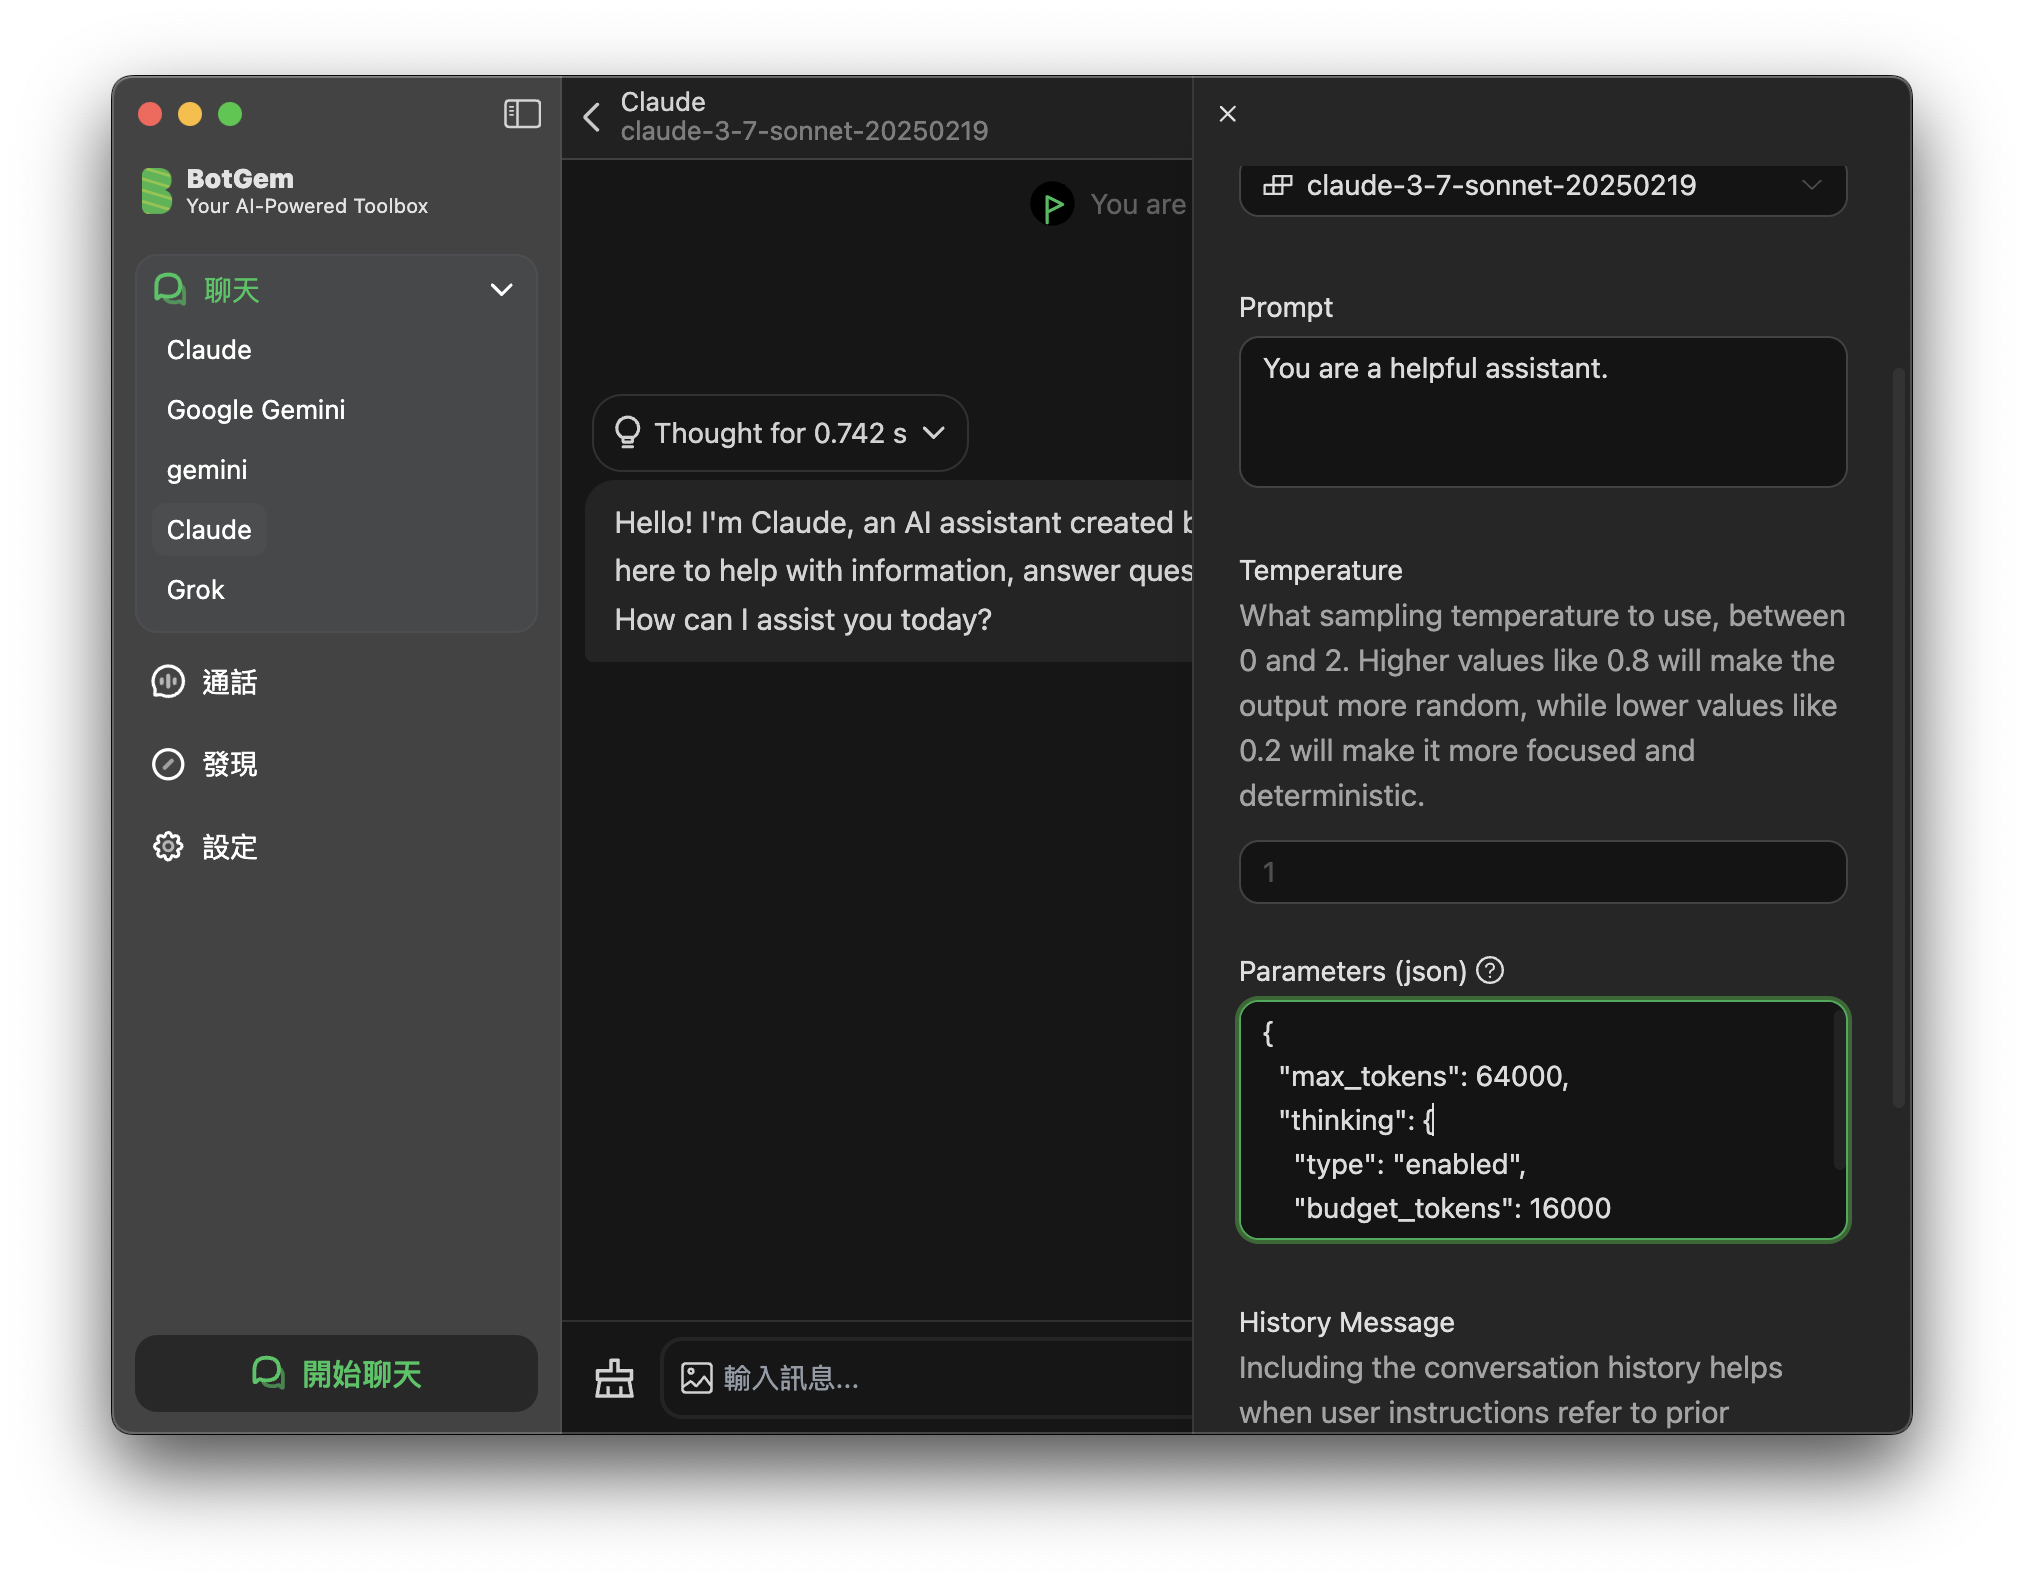 BotGem
Your AI-Powered Toolbox
聊天
Claude
Google Gemini
gemini
Claude
Grok
通話
發現
設定
開始聊天
Claude
claude-3-7-sonnet-20250219
You are
Thought for 0.742 s
Hello! I'm Claude, an AI assistant created
here to help with information, answer ques
How can I assist you today?
輸入訊息...
claude-3-7-sonnet-20250219
Prompt
You are a helpful assistant.
Temperature
What sampling temperature to use, between
0 and 2. Higher values like 0.8 will make the
output more random, while lower values like
0.2 will make it more focused and
deterministic.
1
Parameters (json)
{
"max_tokens": 64000,
"thinking": {
"type": "enabled",
"budget_tokens": 16000
History Message
Including the conversation history helps
when user instructions refer to prior